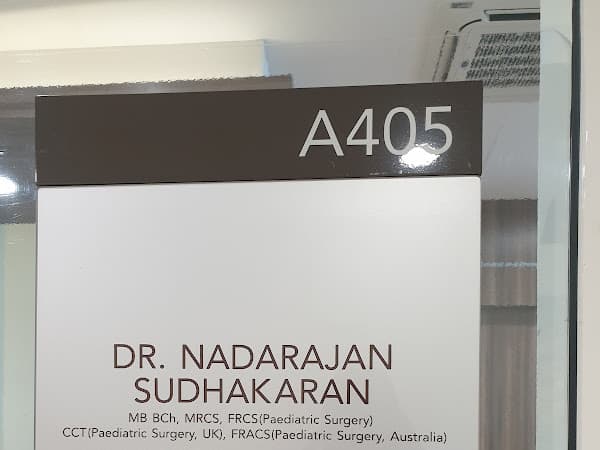 A405
DR. NADARAJAN
SUDHAKARAN
MB BCh, MRCS, FRCS(Paediatric Surgery)
CCT(Paediatric Surgery, UK), FRACS(Paediatric Surgery, Australia)